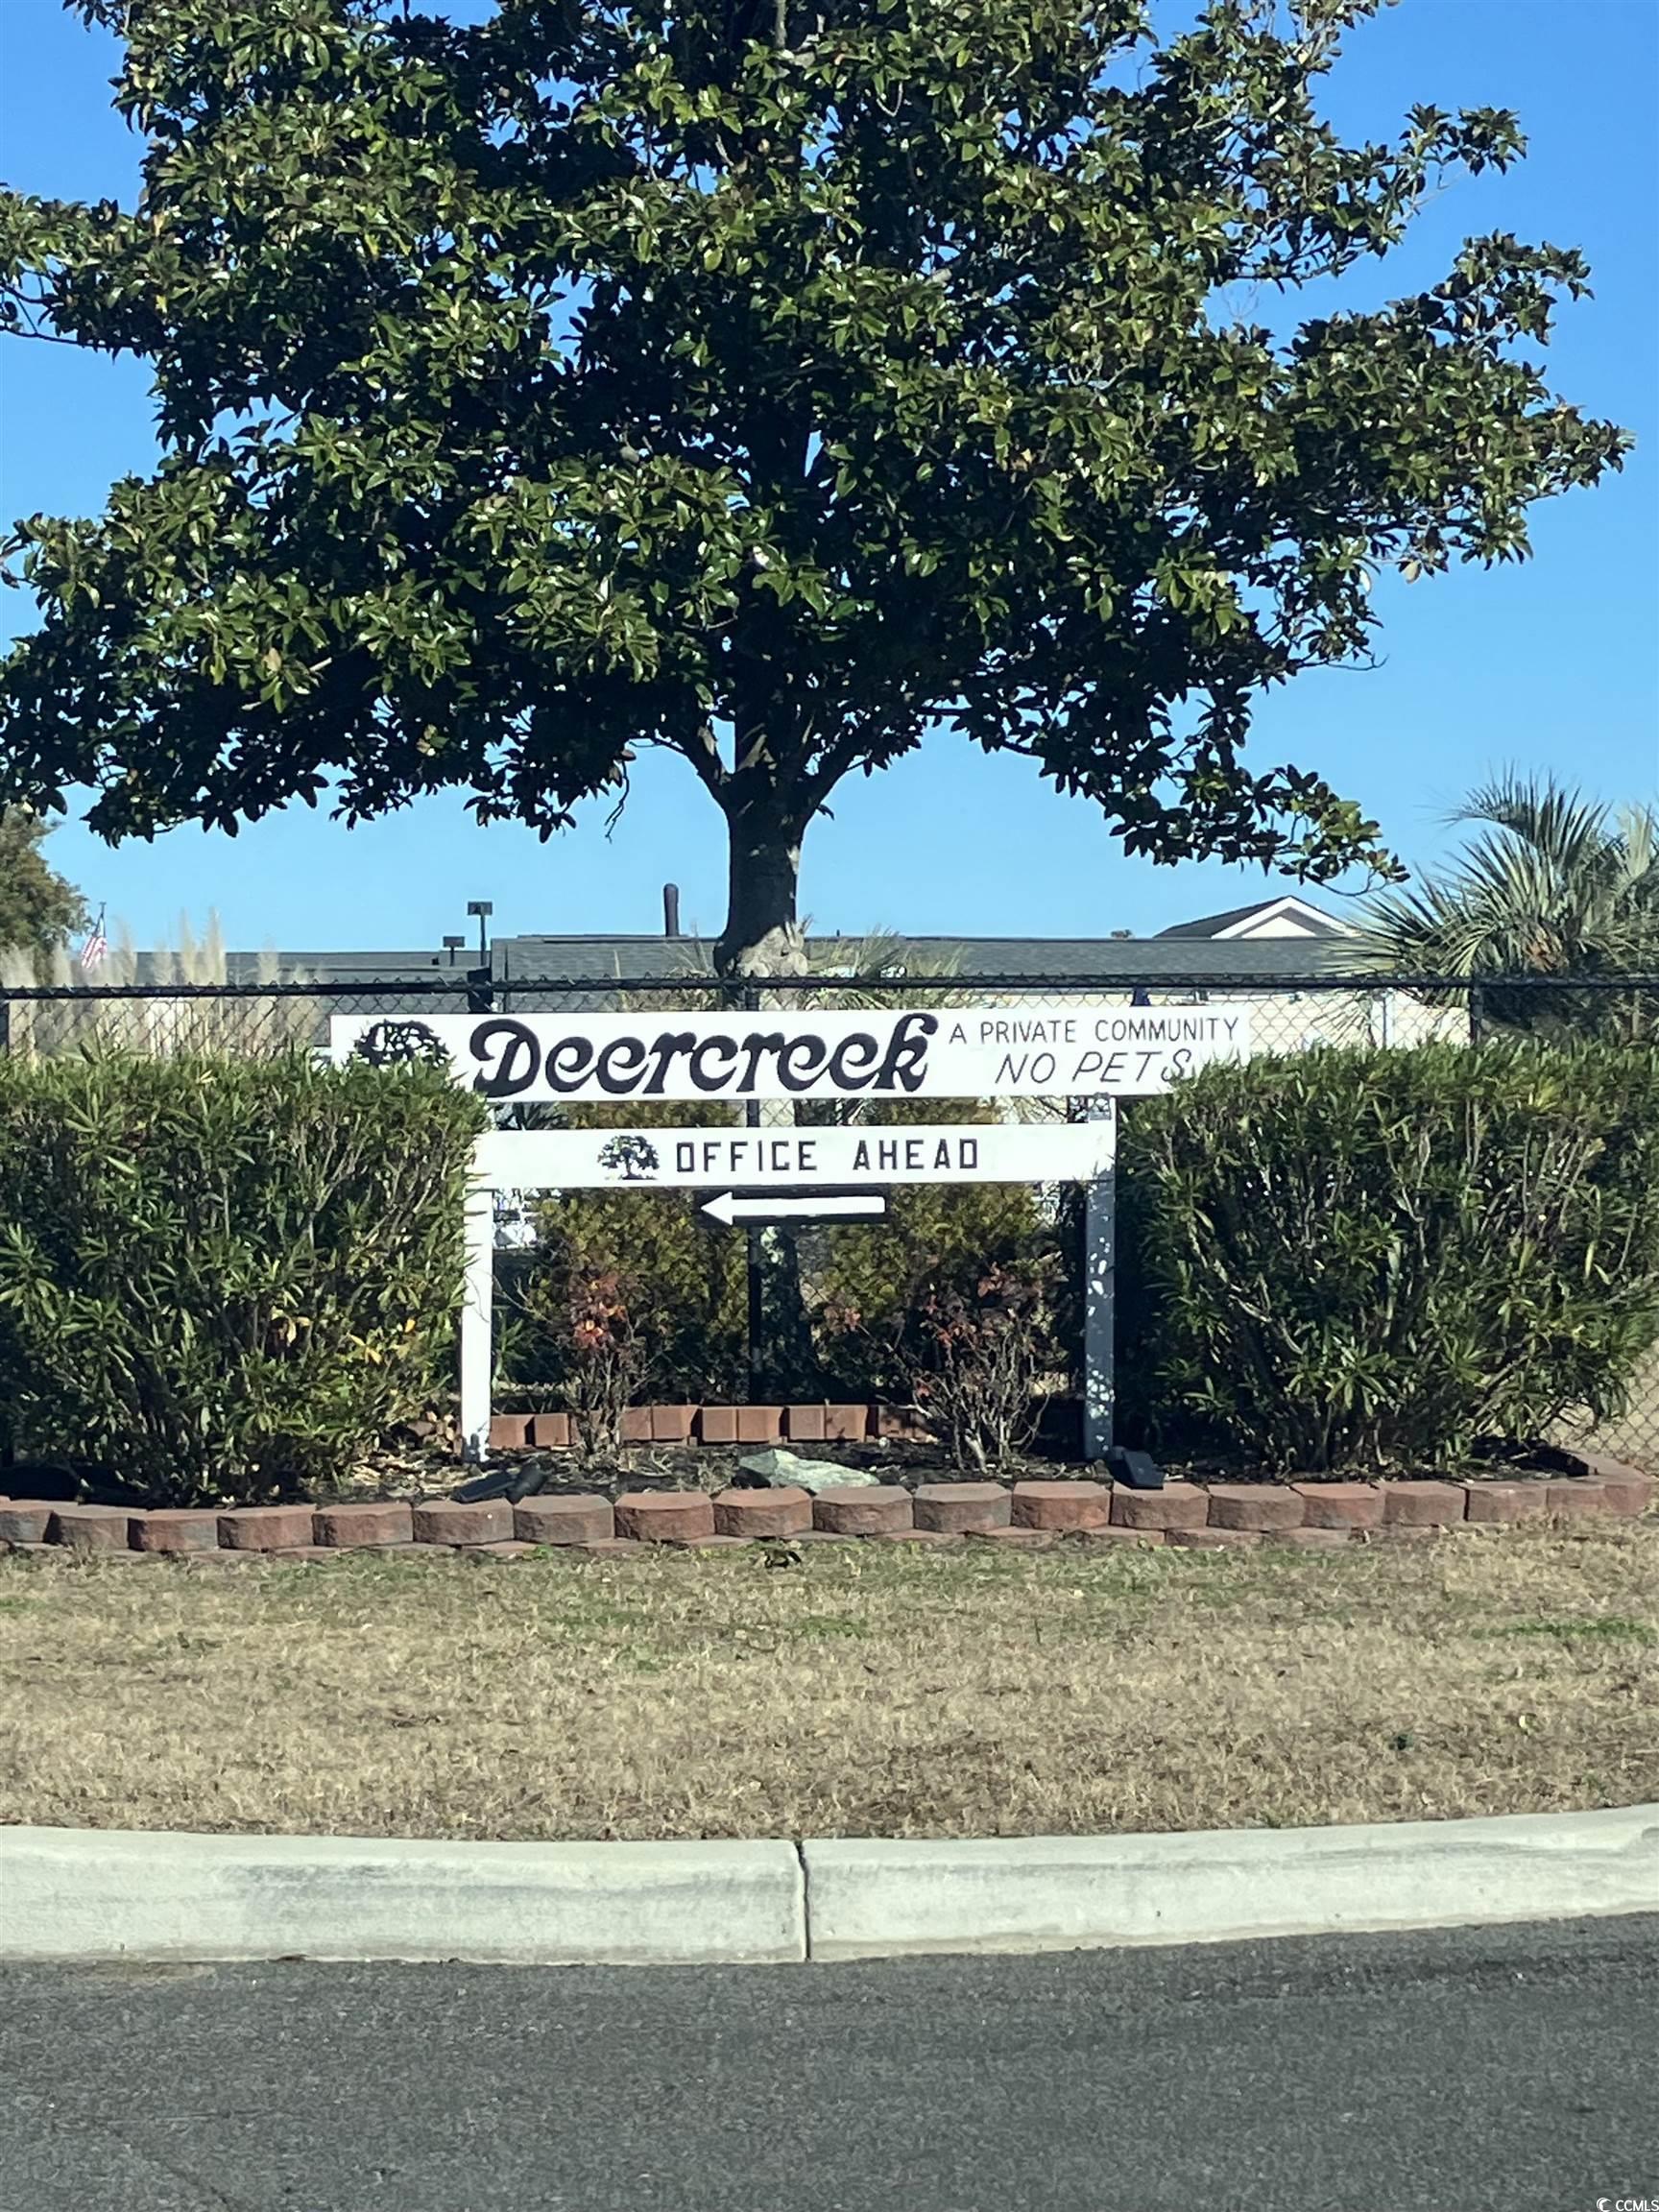 Deercreek
A PRIVATE COMMUNITY
NO PETS
OFFICE AHEAD
CCMLS